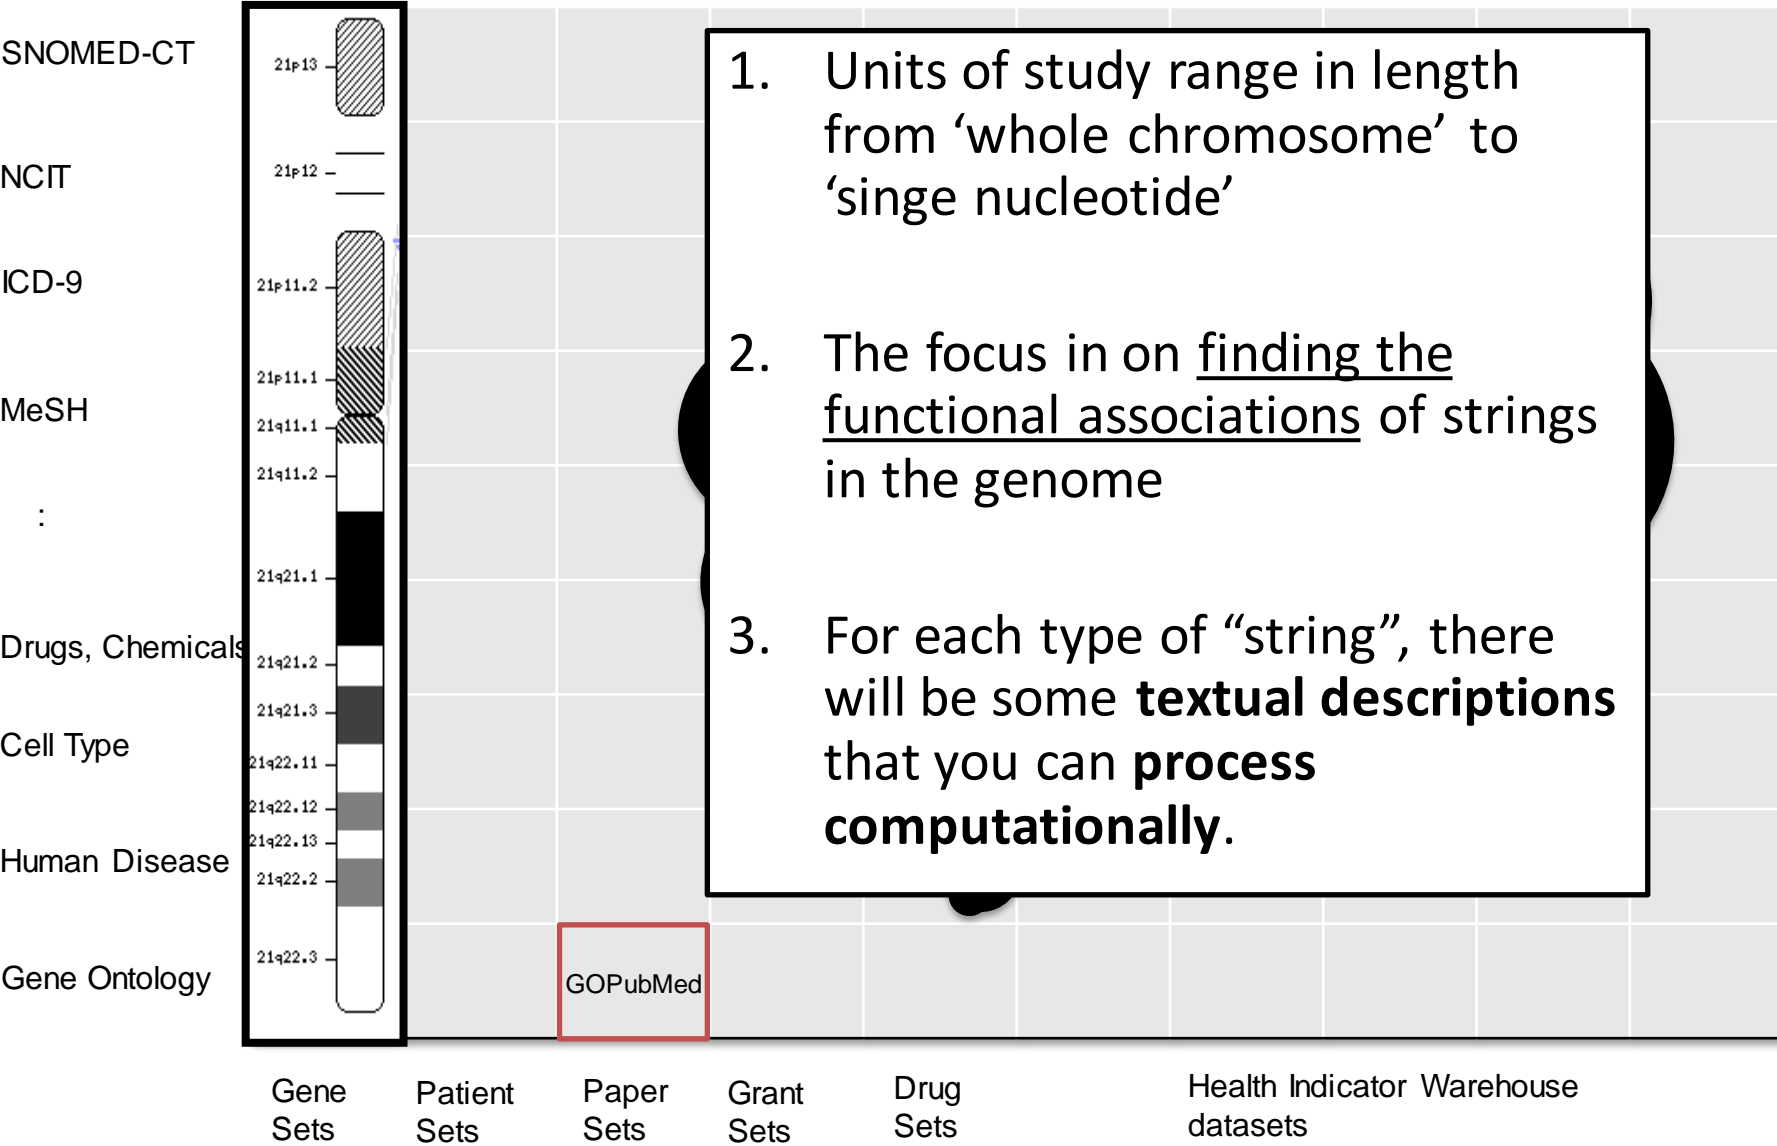 SNOMED-CT
NCIT
ICD-9
MeSH
:
Drugs, Chemicals
Cell Type
Human Disease
Gene Ontology
21p13
21p12
21p11.2
21p11.1
21q11.1
21q11.2
21q21.1
21q21.2
21q21.3
21q22.11
21q22.12
21q22.13
21q22.2
21q22.3
1. Units of study range in length
from ‘whole chromosome’ to
‘singe nucleotide’
2. The focus in on finding the
functional associations of strings
in the genome
3. For each type of “string”, there
will be some textual descriptions
that you can process
computationally.
GOPubMed
Gene
Sets
Patient
Sets
Paper
Sets
Grant
Sets
Drug
Sets
Health Indicator Warehouse
datasets